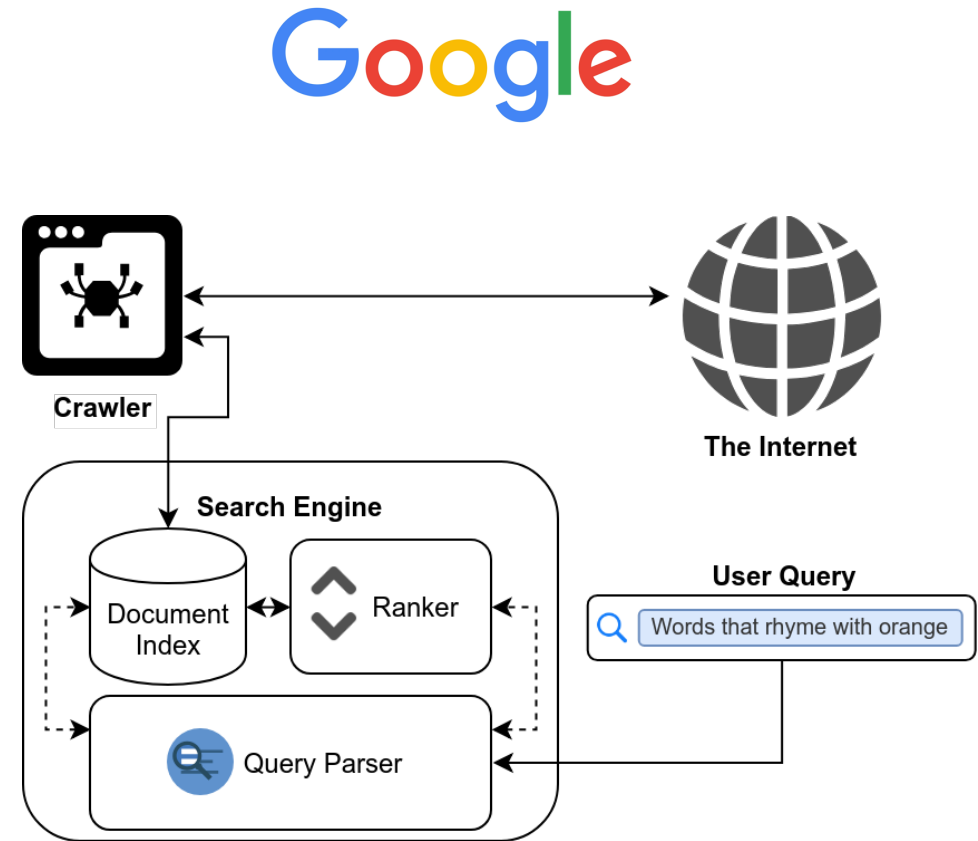 Google
Crawler
The Internet
Search Engine
Document
Index
Ranker
User Query
Words that rhyme with orange
Query Parser